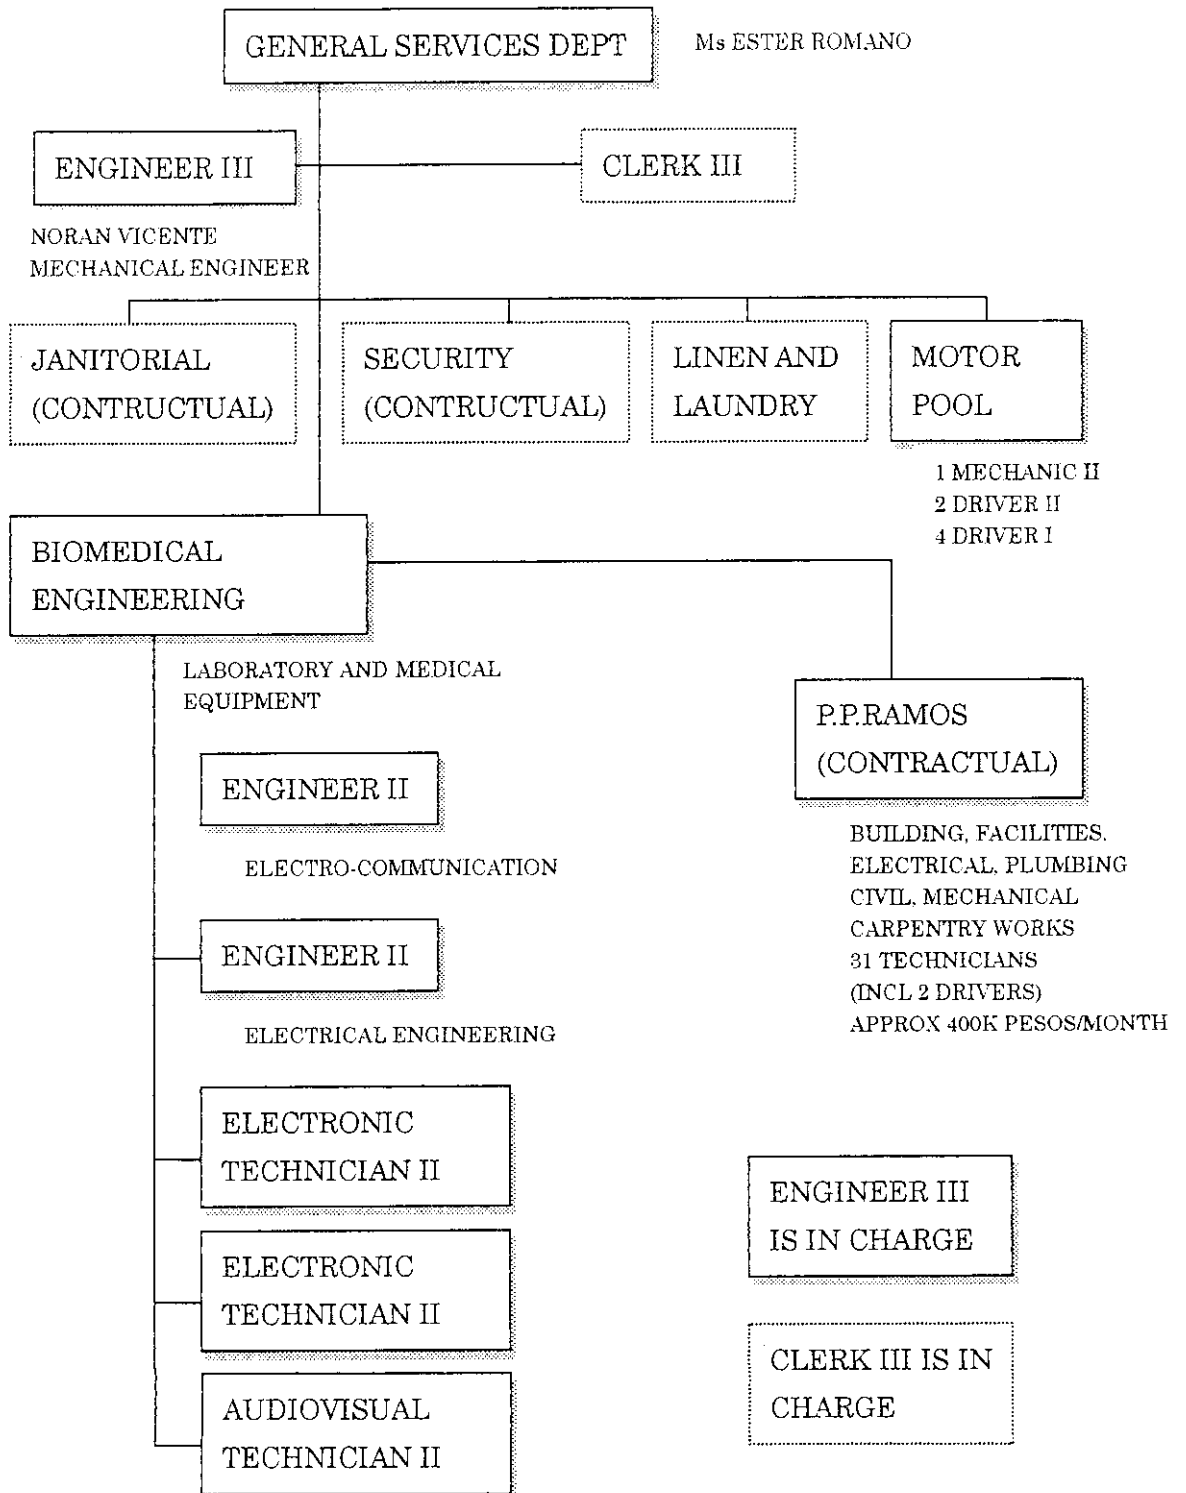 GENERAL SERVICES DEPT
Ms ESTER ROMANO
ENGINEER III
CLERK III
NORAN VICENTE
MECHANICAL ENGINEER
JANITORIAL
(CONTRUCTUAL)
SECURITY
(CONTRUCTUAL)
LINEN AND
LAUNDRY
MOTOR
POOL
1 MECHANIC II
2 DRIVER II
4 DRIVER I
BIOMEDICAL
ENGINEERING
LABORATORY AND MEDICAL
EQUIPMENT
P.P.RAMOS
(CONTRACTUAL)
BUILDING, FACILITIES.
ELECTRICAL, PLUMBING
CIVIL, MECHANICAL
CARPENTRY WORKS
31 TECHNICIANS
(INCL 2 DRIVERS)
APPROX 400K PESOS/MONTH
ENGINEER II
ELECTRO-COMMUNICATION
ENGINEER II
ELECTRICAL ENGINEERING
ELECTRONIC
TECHNICIAN II
ELECTRONIC
TECHNICIAN II
AUDIOVISUAL
TECHNICIAN II
ENGINEER III
IS IN CHARGE
CLERK III IS IN
CHARGE